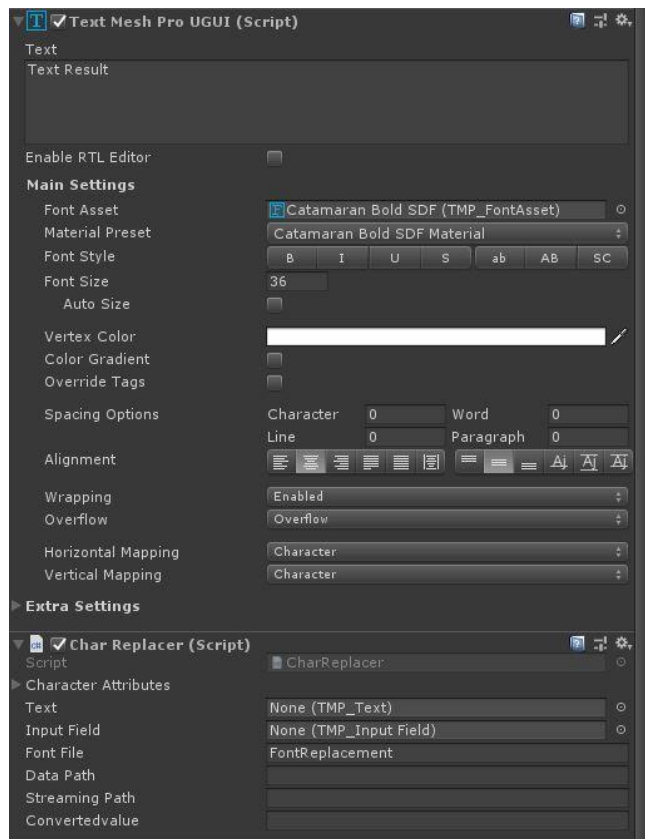 Text Mesh Pro UGUI (Script)
Text
Text Result
Enable RTL Editor
Main Settings
Font Asset Catamaran Bold SDF (TMP_FontAsset)
Material Preset Catamaran Bold SDF Material
Font Style B I U S ab AB SC
Font Size 36
Auto Size
Vertex Color
Color Gradient
Override Tags
Spacing Options Character 0 Word 0
Line 0 Paragraph 0
Alignment
Wrapping Enabled
Overflow Overflow
Horizontal Mapping Character
Vertical Mapping Character
Extra Settings
Char Replacer (Script)
Script CharReplacer
Character Attributes
Text None (TMP_Text)
Input Field None (TMP_Input Field)
Font File FontReplacement
Data Path
Streaming Path
Convertedvalue